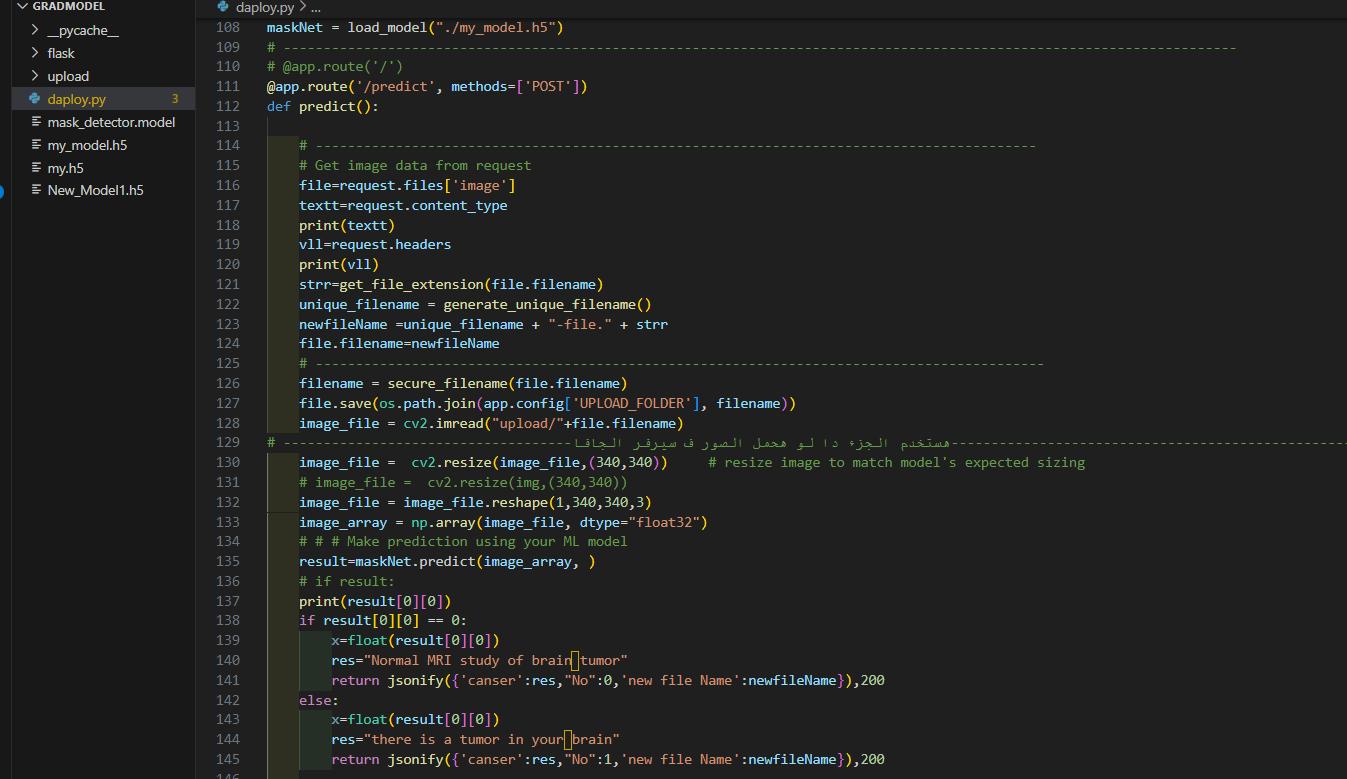 GRADMODEL
__pycache__
flask
upload
daploy.py 3
mask_detector.model
my_model.h5
my.h5
New_Model1.h5
daploy.py > ...
108 maskNet = load_model("./my_model.h5")
109 # -----------------------------------------------------------------------------------------------------------------------
110 # @app.route('/')
111 @app.route('/predict', methods=['POST'])
112 def predict():
113
114 # ------------------------------------------------------------------------------------------
115 # Get image data from request
116 file=request.files['image']
117 textt=request.content_type
118 print(textt)
119 vll=request.headers
120 print(vll)
121 strr=get_file_extension(file.filename)
122 unique_filename = generate_unique_filename()
123 newfileName =unique_filename + "-file." + strr
124 file.filename=newfileName
125 # -------------------------------------------------------------------------------------------
126 filename = secure_filename(file.filename)
127 file.save(os.path.join(app.config['UPLOAD_FOLDER'], filename))
128 image_file = cv2.imread("upload/"+file.filename)
129 # ------------------------------------هستخدم الجزء دا لو هحمل الصور ف سيرفر الجافا--------------------------------------------------
130 image_file =  cv2.resize(image_file,(340,340)) # resize image to match model's expected sizing
131 # image_file =  cv2.resize(img,(340,340))
132 image_file = image_file.reshape(1,340,340,3)
133 image_array = np.array(image_file, dtype="float32")
134 # # # Make prediction using your ML model
135 result=maskNet.predict(image_array, )
136 # if result:
137 print(result[0][0])
138 if result[0][0] == 0:
139 x=float(result[0][0])
140 res="Normal MRI study of brain tumor"
141 return jsonify({'canser':res,"No":0,'new file Name':newfileName}),200
142 else:
143 x=float(result[0][0])
144 res="there is a tumor in your brain"
145 return jsonify({'canser':res,"No":1,'new file Name':newfileName}),200
146